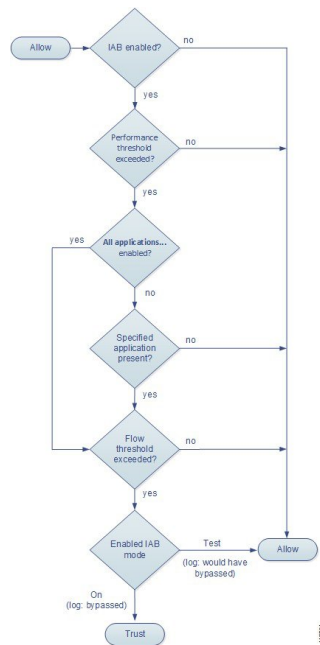 Allow
IAB enabled?
no
yes
Performance
threshold
exceeded?
no
yes
All applications...
enabled?
yes
no
Specified
application
present?
no
yes
Flow
threshold
exceeded?
no
yes
Enabled IAB
mode
Test
(log: would have
bypassed)
Allow
On
(log: bypassed)
Trust